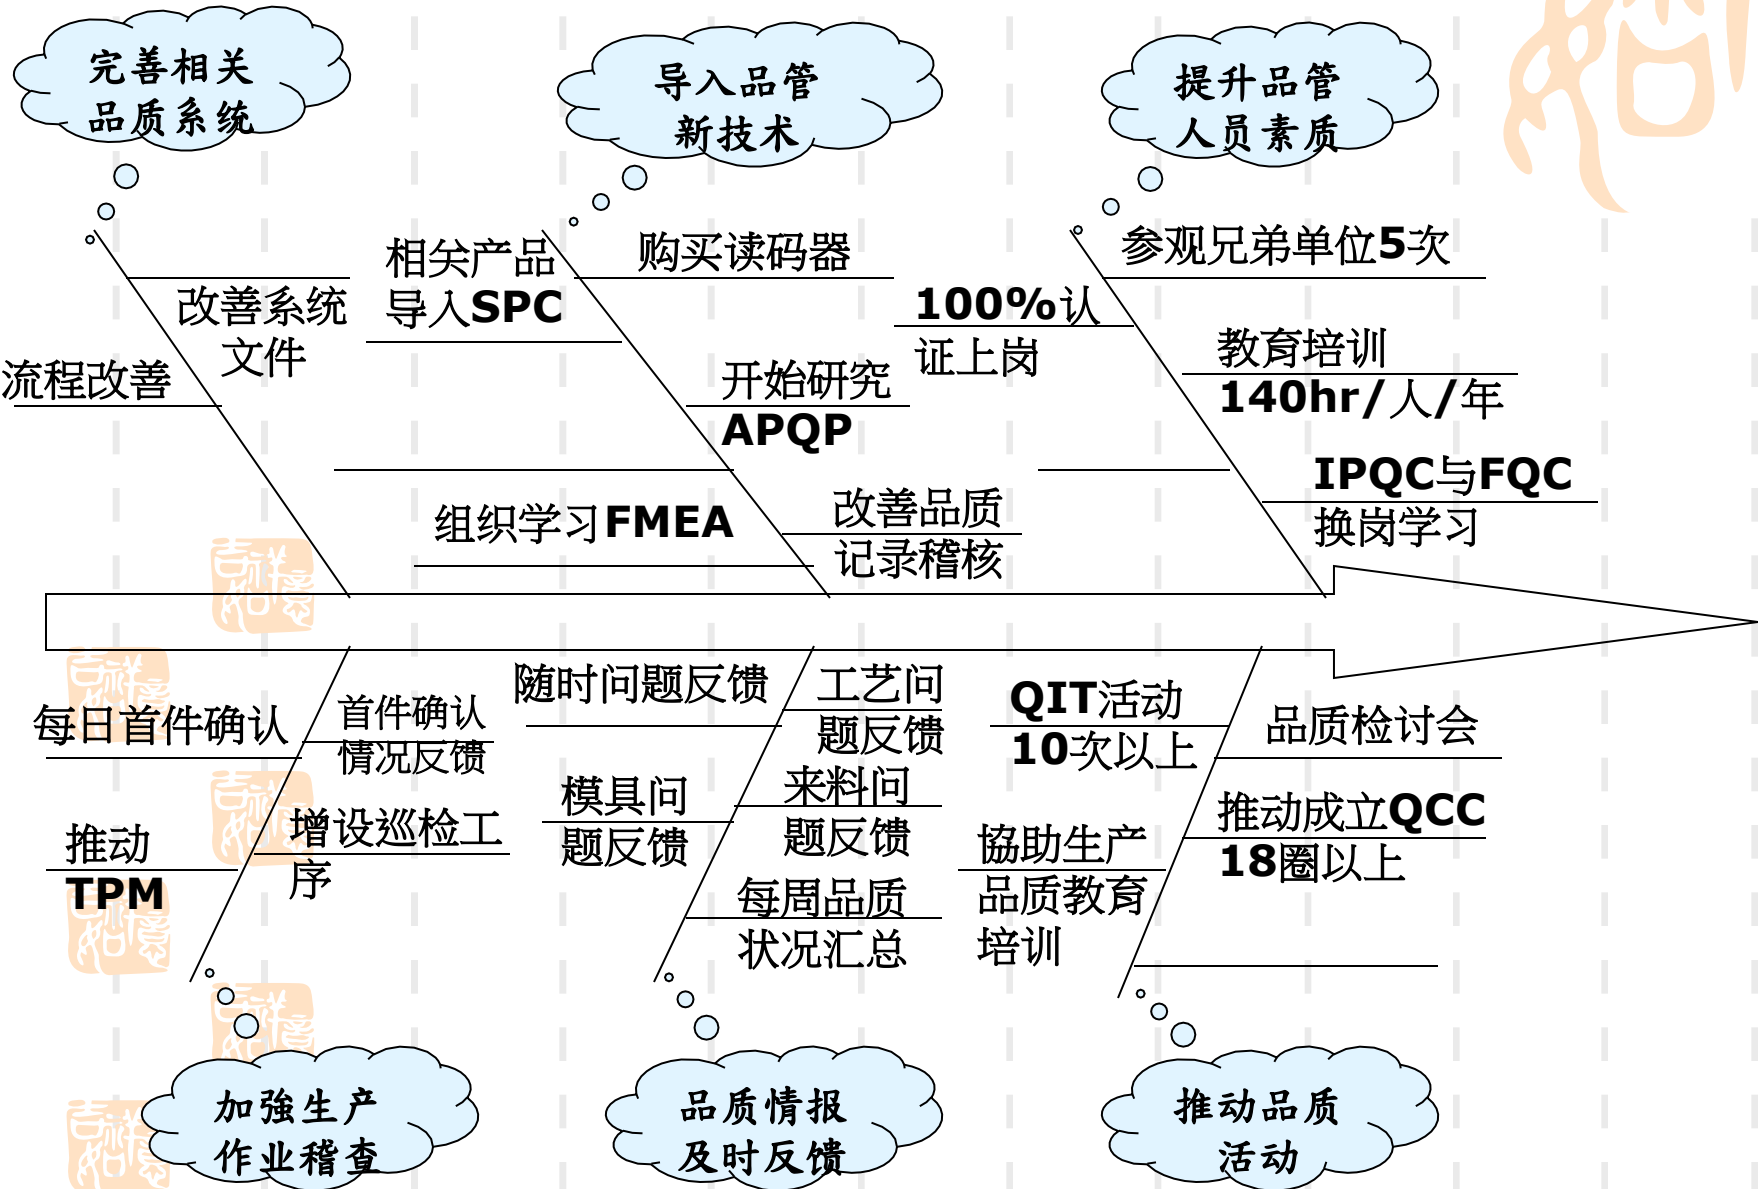 完善相关
品质系统
导入品管
新技术
提升品管
人员素质
改善系统
文件
流程改善
相关产品
导入SPC
购买读码器
开始研究
APQP
组织学习FMEA
改善品质
记录稽核
参观兄弟单位5次
100%认
证上岗
教育培训
140hr/人/年
IPQC与FQC
换岗学习
每日首件确认
首件确认
情况反馈
推动
TPM
增设巡检工
序
随时问题反馈
工艺问
题反馈
模具问
题反馈
来料问
题反馈
每周品质
状况汇总
QIT活动
10次以上
品质检讨会
協助生产
品质教育
培训
推动成立QCC
18圈以上
加強生产
作业稽查
品质情报
及时反馈
推动品质
活动